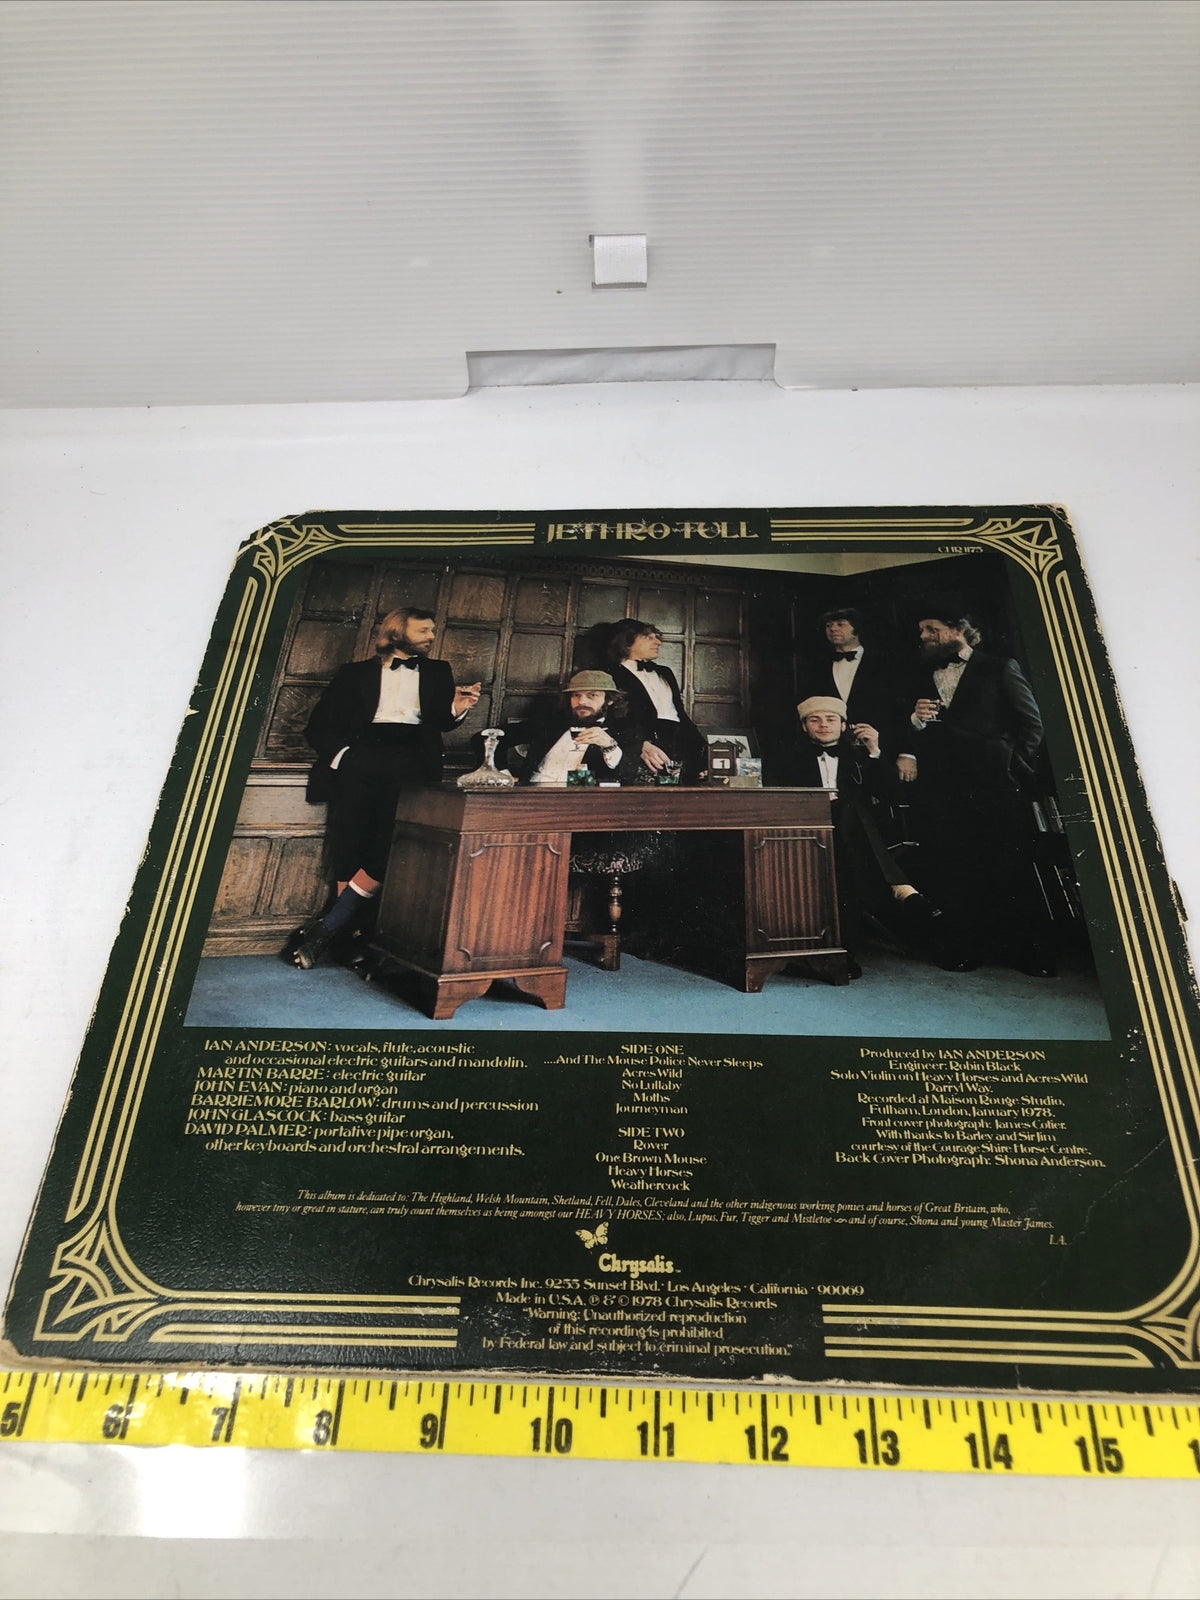 JETHRO TULL
CHR 1175
1
IAN ANDERSON: vocals, flute, acoustic
and occasional electric guitars and mandolin.
MARTIN BARRE: electric guitar
JOHN EVAN: piano and organ
BARRIEMORE BARLOW: drums and percussion
JOHN GLASCOCK: bass guitar
DAVID PALMER: portative pipe organ,
other keyboards and orchestral arrangements.
SIDE ONE
....And The Mouse Police Never Sleeps
Acres Wild
No Lullaby
Moths
Journeyman
SIDE TWO
Rover
One Brown Mouse
Heavy Horses
Weathercock
Produced by IAN ANDERSON
Engineer: Robin Black
Solo Violin on Heavy Horses and Acres Wild
Darryl Way.
Recorded at Maison Rouge Studio,
Fulham, London, January 1978.
Front cover photograph: James Cotier.
With thanks to Barley and Sir Jim
courtesy of the Courage Shire Horse Centre.
Back Cover Photograph: Shona Anderson.
This album is dedicated to: The Highland, Welsh Mountain, Shetland, Fell, Dales, Cleveland and the other indigenous working ponies and horses of Great Britain, who,
however tiny or great in stature, can truly count themselves as being amongst our HEAVY HORSES; also, Lupus, Fur, Tigger and Mistletoe ~ and of course, Shona and young Master James.
I.A.
Chrysalis™
Chrysalis Records Inc. 9255 Sunset Blvd. · Los Angeles · California · 90069
Made in U.S.A. ℗ & © 1978 Chrysalis Records
"Warning: Unauthorized reproduction
of this recording is prohibited
by Federal law and subject to criminal prosecution."
5 6 7 8 9 10 11 12 13 14 15